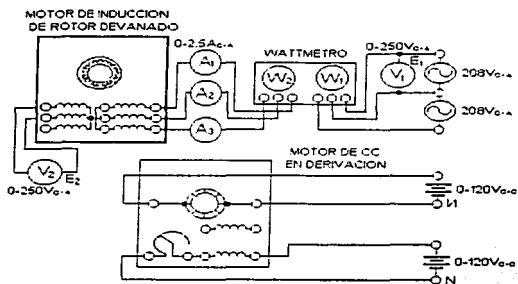 MOTOR DE INDUCCION
DE ROTOR DEVANADO
0-2.5Ac-a
WATTMETRO
0-250Vc-a
A1
W2
W1
V1
E1
208Vc-a
A2
208Vc-a
A3
V2
E2
0-250Vc-a
MOTOR DE CC
EN DERIVACION
0-120Vc-c
0-120Vc-c
N